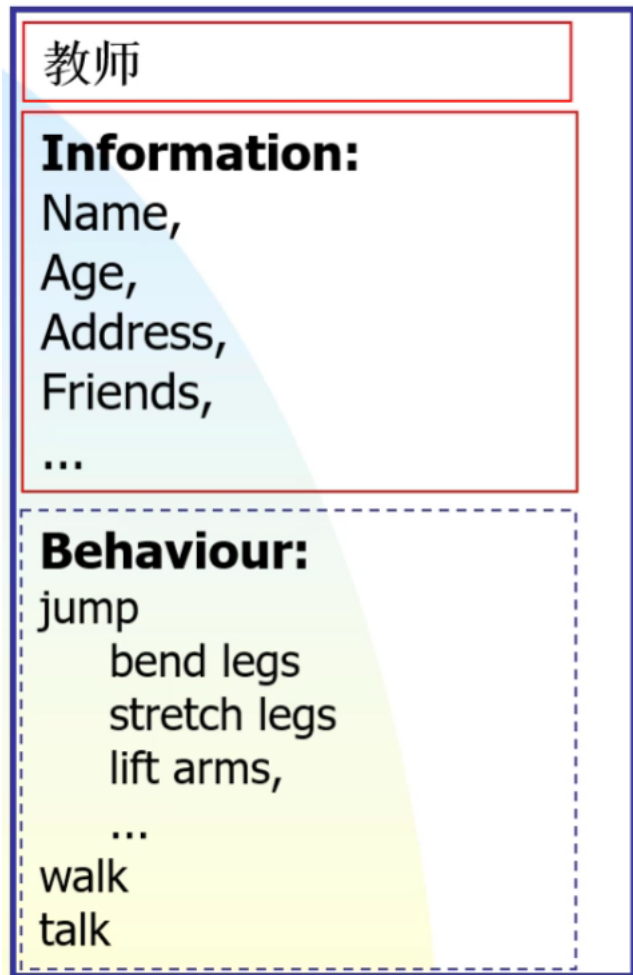 教师
Information:
Name,
Age,
Address,
Friends,
...
Behaviour:
jump
bend legs
stretch legs
lift arms,
...
walk
talk